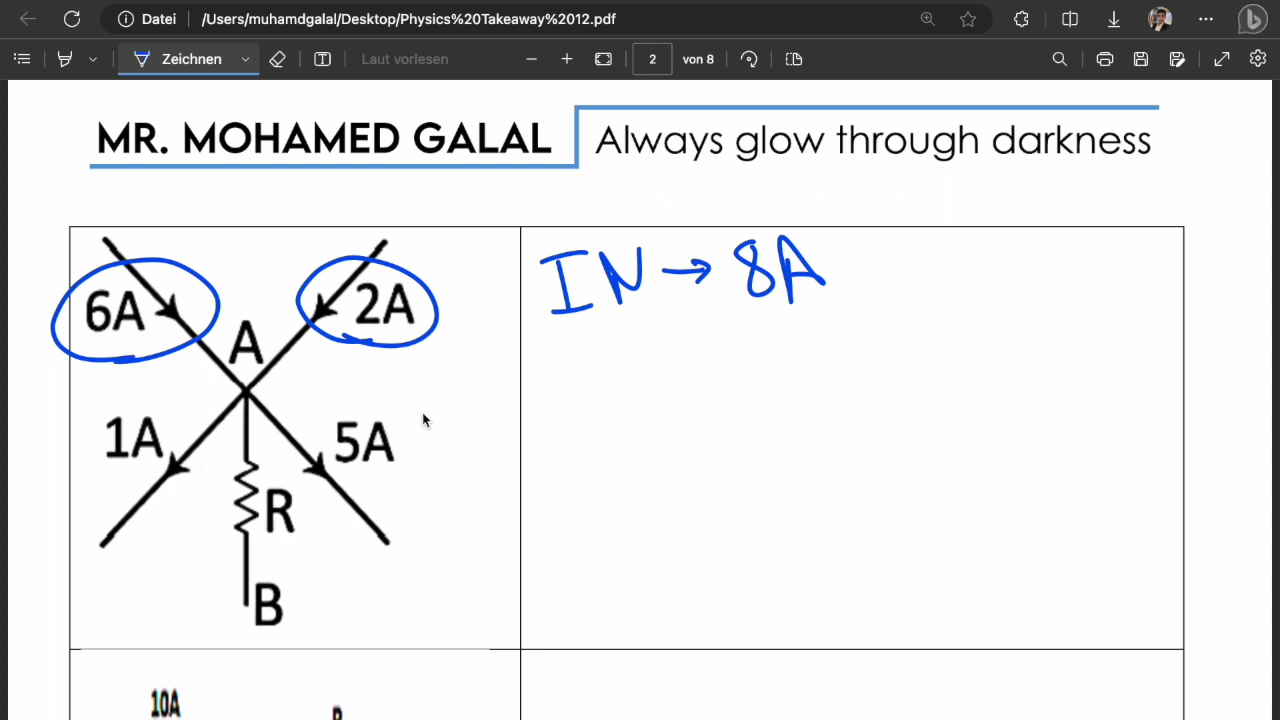 Datei /Users/muhamdgalal/Desktop/Physics%20Takeaway%2012.pdf
Zeichnen Laut vorlesen 2 von 8
MR. MOHAMED GALAL Always glow through darkness
6A 2A
A
1A 5A
R
B
IN → 8A
10A